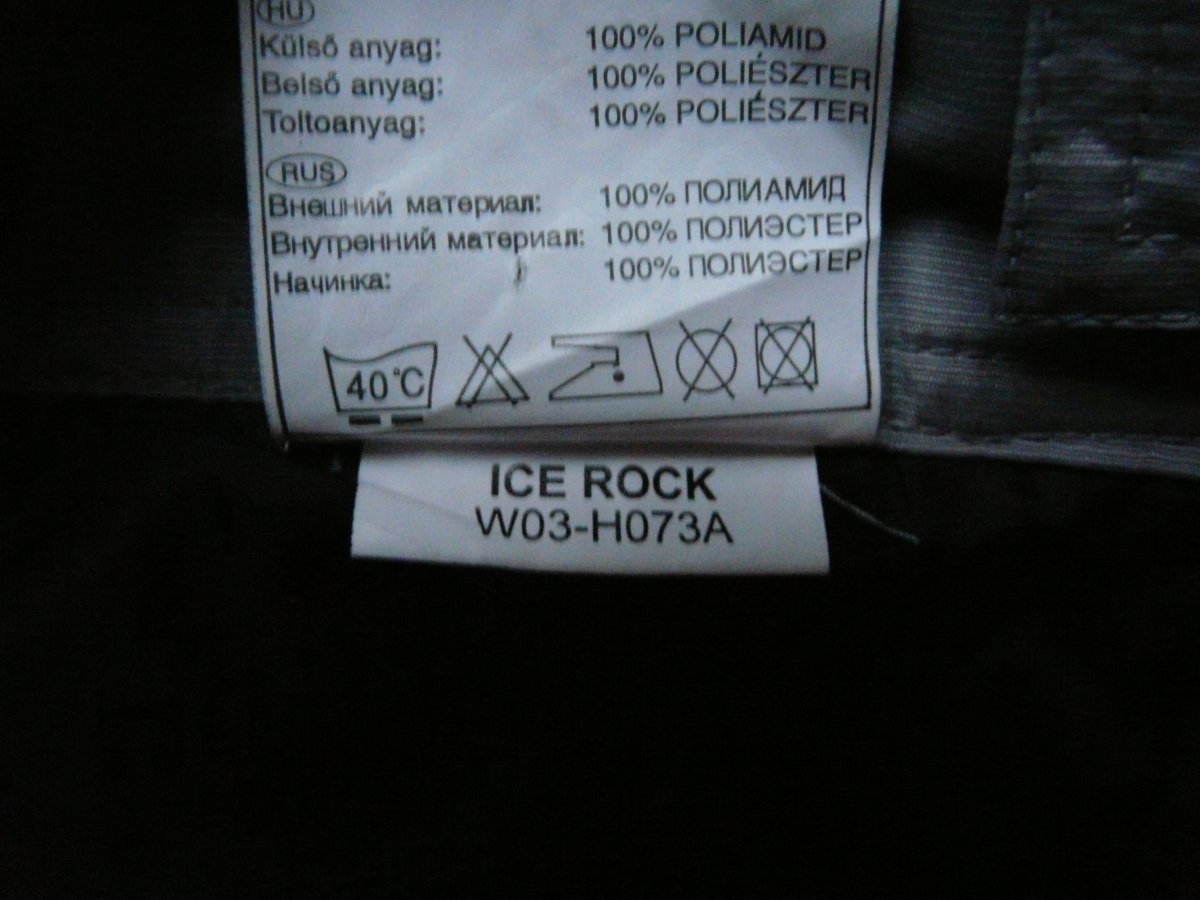 HU
Külső anyag: 100% POLIAMID
Belső anyag: 100% POLIÉSZTER
Toltoanyag: 100% POLIÉSZTER
RUS
Внешний материал: 100% ПОЛИАМИД
Внутренний материал: 100% ПОЛИЭСТЕР
Начинка: 100% ПОЛИЭСТЕР
40°C
ICE ROCK
W03-H073A